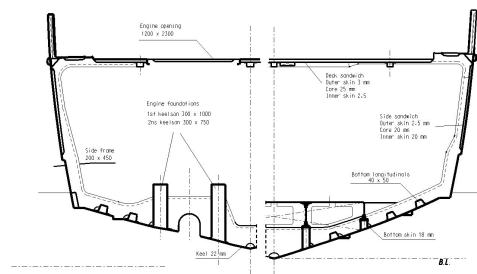 Engine opening
1200 x 2300
Deck sandwich
Outer skin 3 mm
Core 25 mm
Inner skin 2.5
Engine foundations
1st keelson 300 x 1000
2ns keelson 300 x 750
Side sandwich
Outer skin 2.5 mm
Core 20 mm
Inner skin 20 mm
Side frame
200 x 450
Bottom longitudinals
40 x 50
Bottom skin 18 mm
Keel 22 mm
B.L.